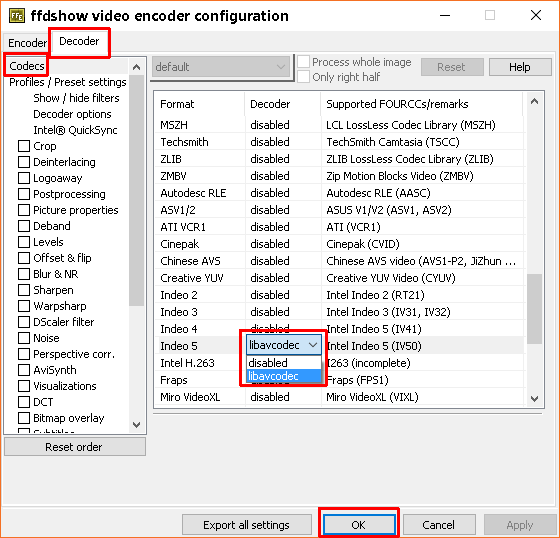 ffdshow video encoder configuration
Encoder Decoder
Codecs
Profiles / Preset settings
Show / hide filters
Decoder options
Intel® QuickSync
Crop
Deinterlacing
Logoaway
Postprocessing
Picture properties
Deband
Levels
Offset & flip
Blur & NR
Sharpen
Warpsharp
DScaler filter
Noise
Perspective corr.
AviSynth
Visualizations
DCT
Bitmap overlay
Subtitles
Reset order
default
Process whole image
Only right half
Reset
Help
Format Decoder Supported FOURCCs/remarks
MSZH disabled LCL LossLess Codec Library (MSZH)
Techsmith disabled TechSmith Camtasia (TSCC)
ZLIB disabled ZLIB LossLess Codec Library (ZLIB)
ZMBV disabled Zip Motion Blocks Video (ZMBV)
Autodesc RLE disabled Autodesc RLE (AASC)
ASV1/2 disabled ASUS V1/V2 (ASV1, ASV2)
ATI VCR1 disabled ATI (VCR1)
Cinepak disabled Cinepak (CVID)
Chinese AVS disabled Chinese AVS video (AVS1-P2, JiZhun ...
Creative YUV disabled Creative YUV Video (CYUV)
Indeo 2 disabled Intel Indeo 2 (RT21)
Indeo 3 disabled Intel Indeo 3 (IV31, IV32)
Indeo 4 disabled Intel Indeo 4 (IV41)
Indeo 5 libavcodec Intel Indeo 5 (IV50)
Intel H.263 disabled I263 (incomplete)
Fraps libavcodec Fraps (FPS1)
Miro VideoXL disabled Miro VideoXL (VIXL)
Export all settings OK Cancel Apply